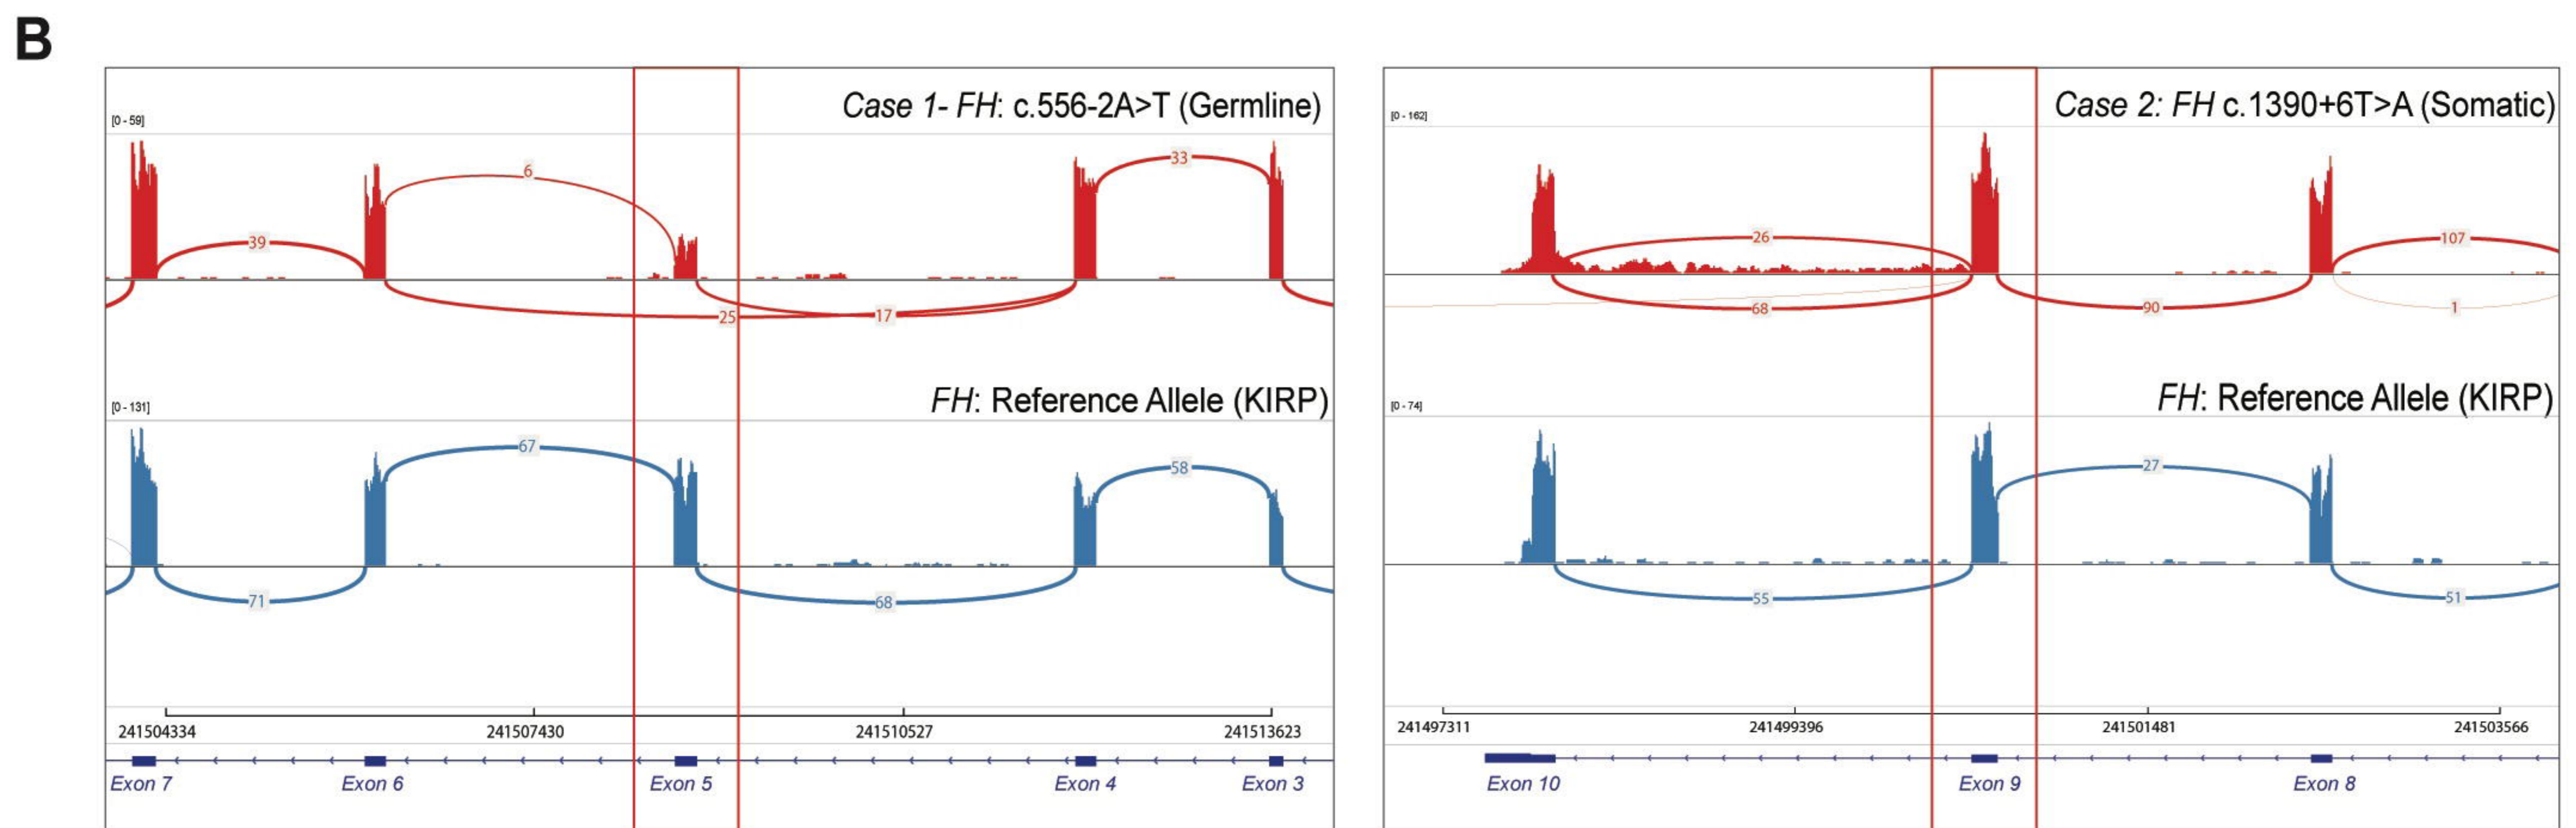 B
Case 1- FH: c.556-2A>T (Germline)
[0 - 59]
6
33
39
25
17
FH: Reference Allele (KIRP)
[0 - 131]
67
58
71
68
241504334 241507430 241510527 241513623
Exon 7 Exon 6 Exon 5 Exon 4 Exon 3
Case 2: FH c.1390+6T>A (Somatic)
[0 - 162]
26
107
68
90
1
FH: Reference Allele (KIRP)
[0 - 74]
27
55
51
241497311 241499396 241501481 241503566
Exon 10 Exon 9 Exon 8